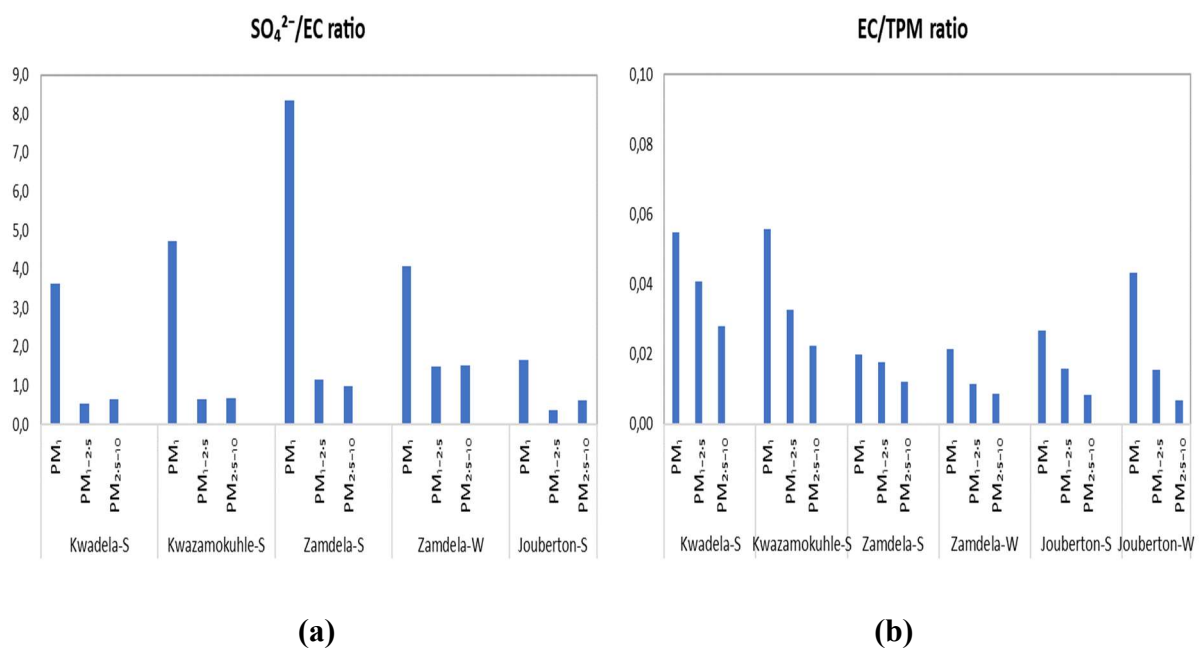 SO₄²⁻/EC ratio
9,0
8,0
7,0
6,0
5,0
4,0
3,0
2,0
1,0
0,0
PM₁
PM₁₋₂.₅
PM₂.₅₋₁₀
PM₁
PM₁₋₂.₅
PM₂.₅₋₁₀
PM₁
PM₁₋₂.₅
PM₂.₅₋₁₀
PM₁
PM₁₋₂.₅
PM₂.₅₋₁₀
PM₁
PM₁₋₂.₅
PM₂.₅₋₁₀
Kwadela-S
Kwazamokuhle-S
Zamdela-S
Zamdela-W
Jouberton-S
(a)
EC/TPM ratio
0,10
0,08
0,06
0,04
0,02
0,00
PM₁
PM₁₋₂.₅
PM₂.₅₋₁₀
PM₁
PM₁₋₂.₅
PM₂.₅₋₁₀
PM₁
PM₁₋₂.₅
PM₂.₅₋₁₀
PM₁
PM₁₋₂.₅
PM₂.₅₋₁₀
PM₁
PM₁₋₂.₅
PM₂.₅₋₁₀
PM₁
PM₁₋₂.₅
PM₂.₅₋₁₀
Kwadela-S
Kwazamokuhle-S
Zamdela-S
Zamdela-W
Jouberton-S
Jouberton-W
(b)